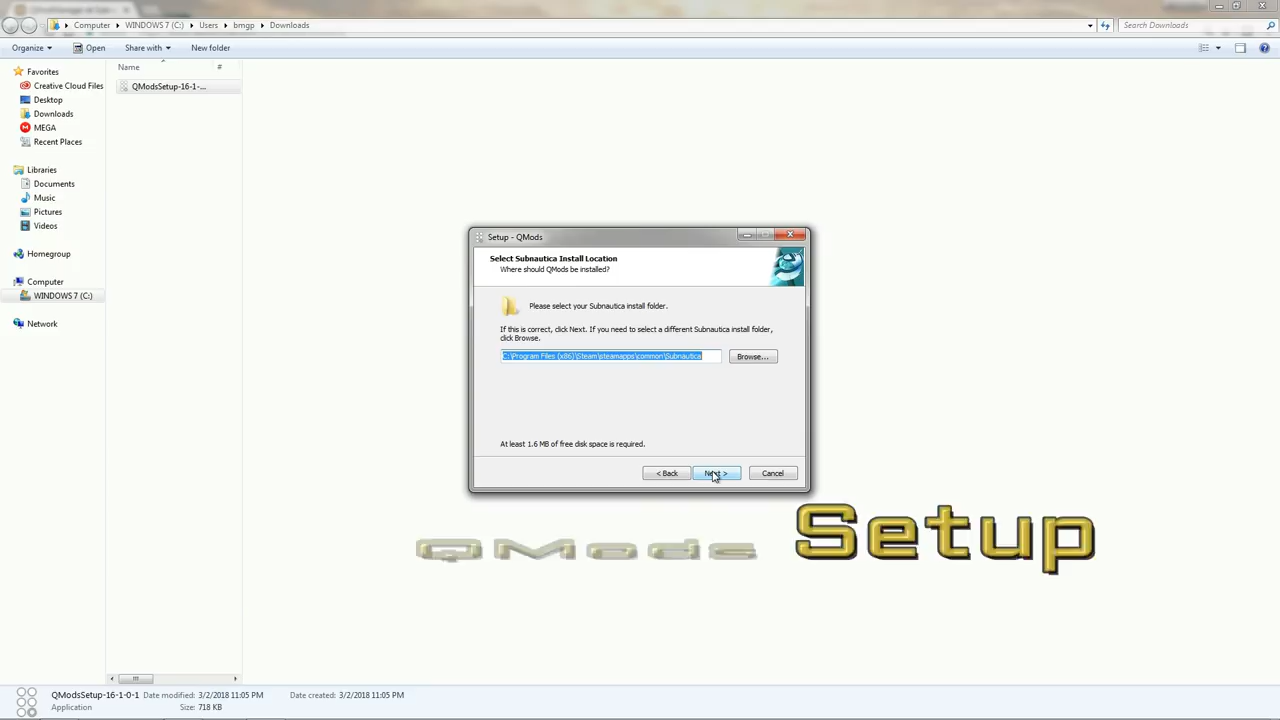 Computer ▸ WINDOWS 7 (C:) ▸ Users ▸ bmgp ▸ Downloads
Search Downloads
Organize ▾ Open Share with ▾ New folder
Name #
Favorites
Creative Cloud Files
Desktop
Downloads
MEGA
Recent Places
Libraries
Documents
Music
Pictures
Videos
Homegroup
Computer
WINDOWS 7 (C:)
Network
QModsSetup-16-1-...
Setup - QMods
Select Subnautica Install Location
Where should QMods be installed?
Please select your Subnautica install folder.
If this is correct, click Next. If you need to select a different Subnautica install folder,
click Browse.
C:\Program Files (x86)\Steam\steamapps\common\Subnautica
Browse...
At least 1.6 MB of free disk space is required.
< Back Next > Cancel
QMods Setup
QModsSetup-16-1-0-1 Date modified: 3/2/2018 11:05 PM Date created: 3/2/2018 11:05 PM
Application Size: 718 KB